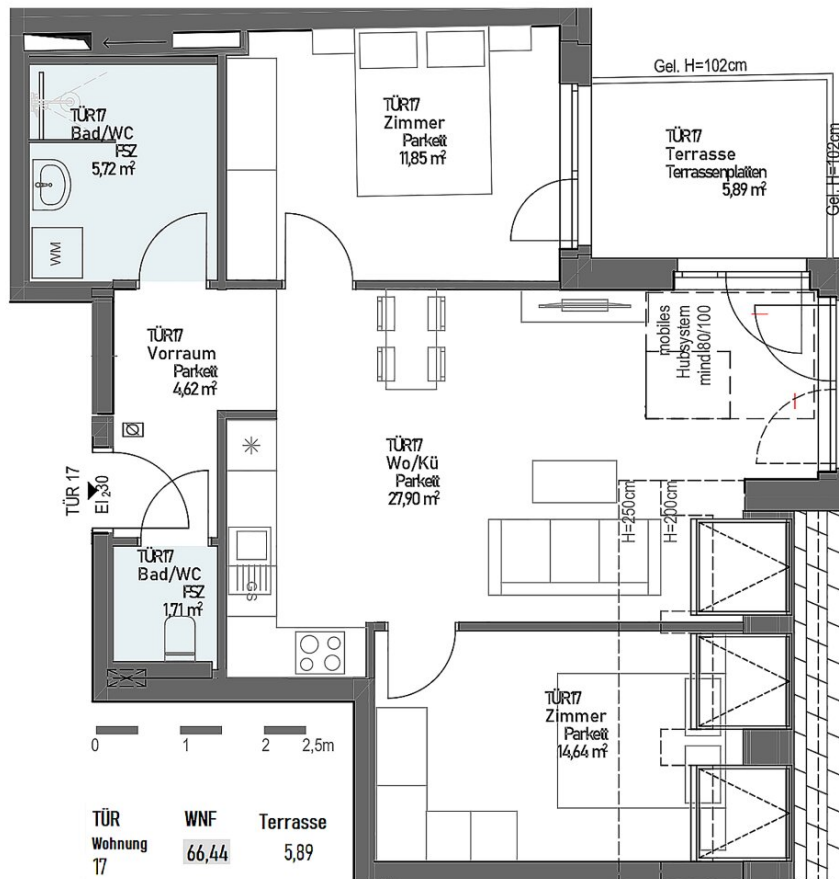 Gel. H=102cm
Gel. H=102cm
TÜR17
Bad/WC
FSZ
5,72 m²
WM
TÜR17
Zimmer
Parkett
11,85 m²
TÜR17
Terrasse
Terrassenplatten
5,89 m²
TÜR17
Vorraum
Parkett
4,62 m²
mobiles
Hubsystem
mind180/100
TÜR17
Wo/Kü
Parkett
27,90 m²
TÜR 17
EI₂30
H=250cm
H=200cm
TÜR17
Bad/WC
FSZ
1,71 m²
GS
TÜR17
Zimmer
Parkett
14,64 m²
0 1 2 2,5m
TÜR WNF Terrasse
Wohnung
17 66,44 5,89